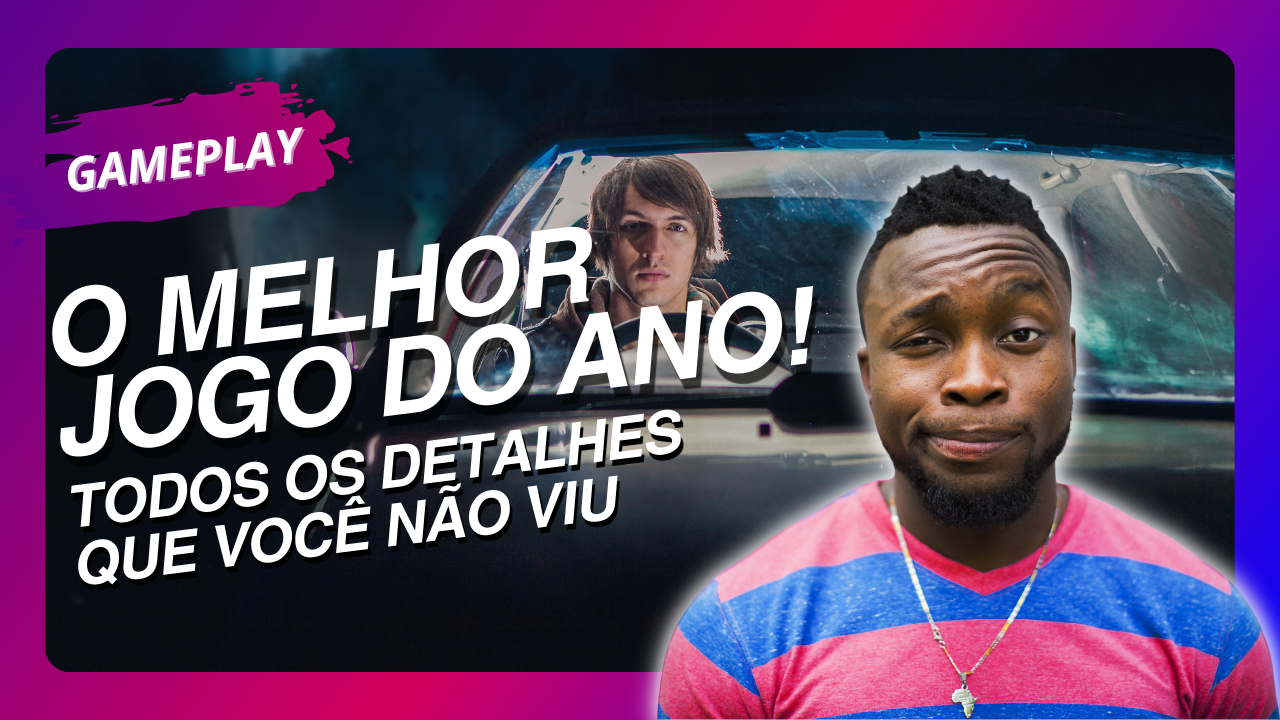 GAMEPLAY
O MELHOR
JOGO DO ANO!
TODOS OS DETALHES
QUE VOCÊ NÃO VIU